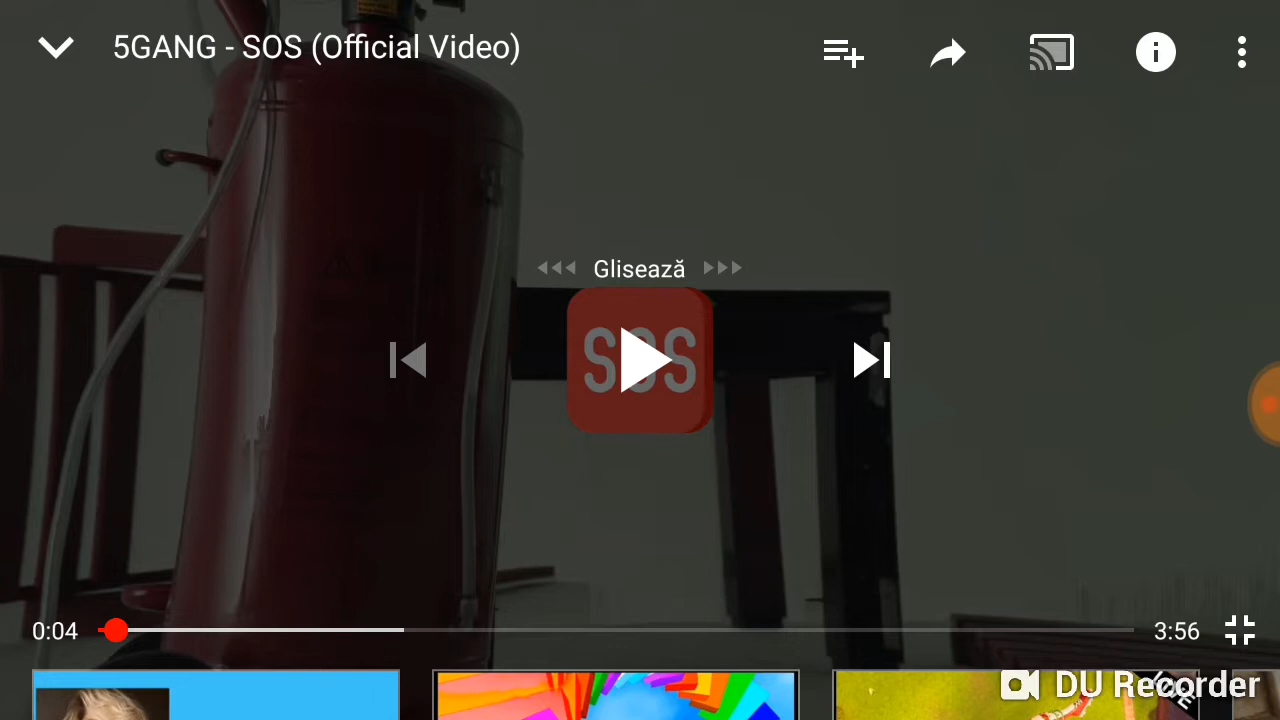 5GANG - SOS (Official Video)
Glisează
SOS
0:04
3:56
DU Recorder